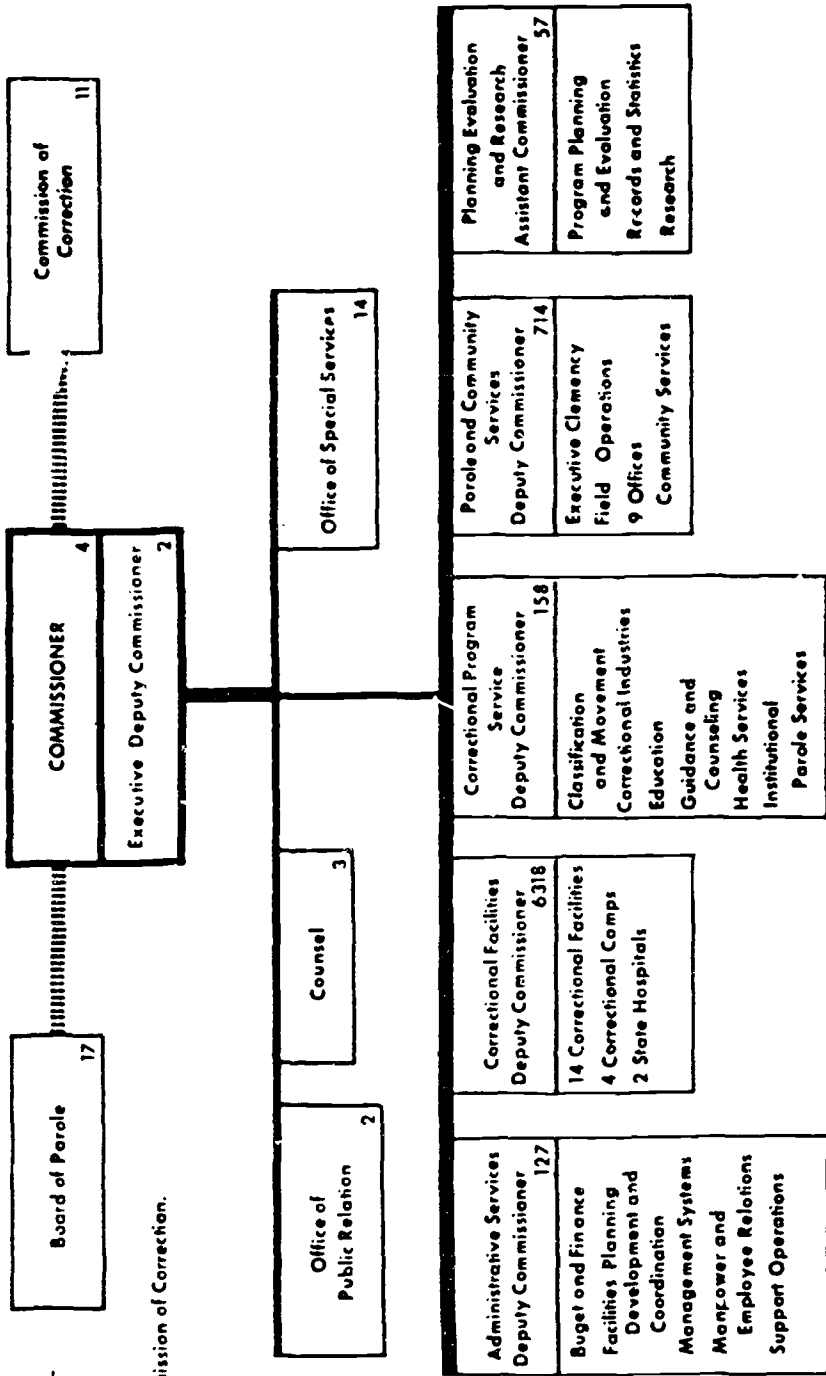 Board of Parole
17
COMMISSIONER
4
Executive Deputy Commissioner
2
Commission of
Correction
11
ission of Correction.
Office of
Public Relation
2
Counsel
3
Office of Special Services
14
Administrative Services
Deputy Commissioner
127
Buget and Finance
Facilities Planning
Development and
Coordination
Management Systems
Manpower and
Employee Relations
Support Operations
Correctional Facilities
Deputy Commissioner
6318
14 Correctional Facilities
4 Correctional Camps
2 State Hospitals
Correctional Program
Service
Deputy Commissioner
158
Classification
and Movement
Correctional Industries
Education
Guidance and
Counseling
Health Services
Institutional
Parole Services
Parole and Community
Services
Deputy Commissioner
714
Executive Clemency
Field Operations
9 Offices
Community Services
Planning Evaluation
and Research
Assistant Commissioner
57
Program Planning
and Evaluation
Records and Statistics
Research